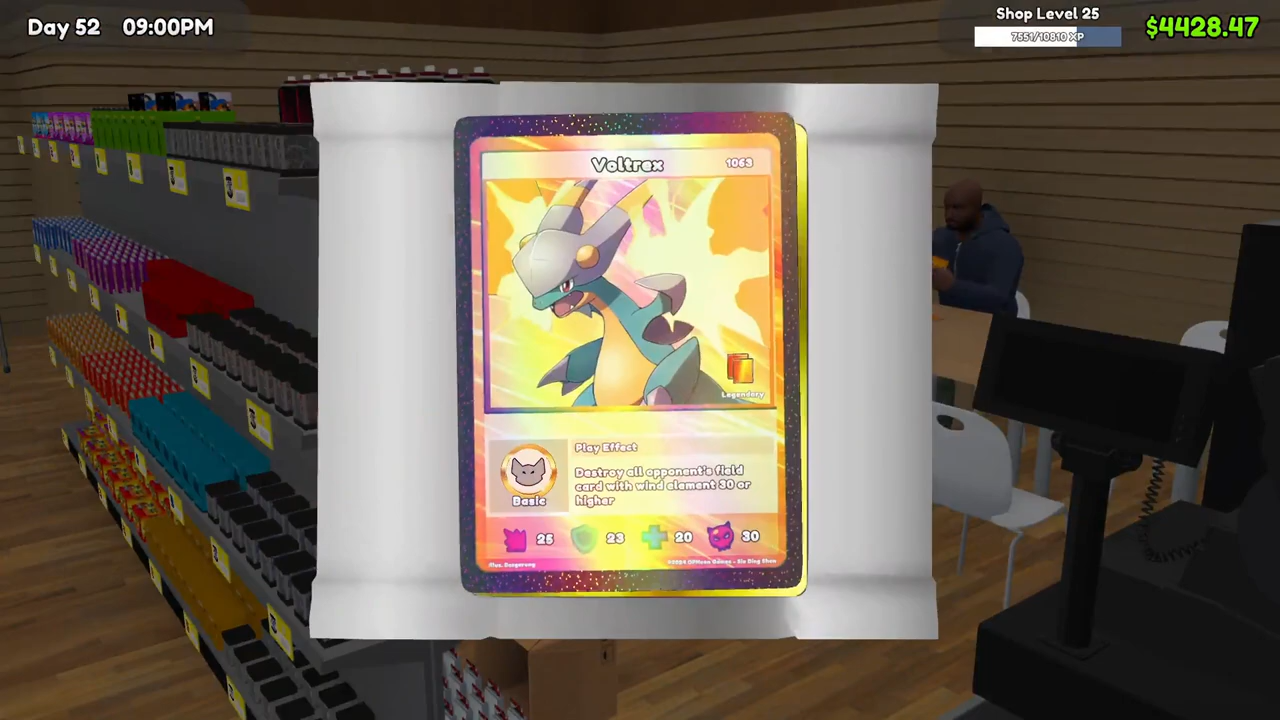 Day 52 09:00PM
Shop Level 25
7551/10810 XP
$4428.47
Voltrex 1063
Legendary
Play Effect
Destroy all opponent's field
card with wind element 30 or
higher
Basic
25 23 20 30